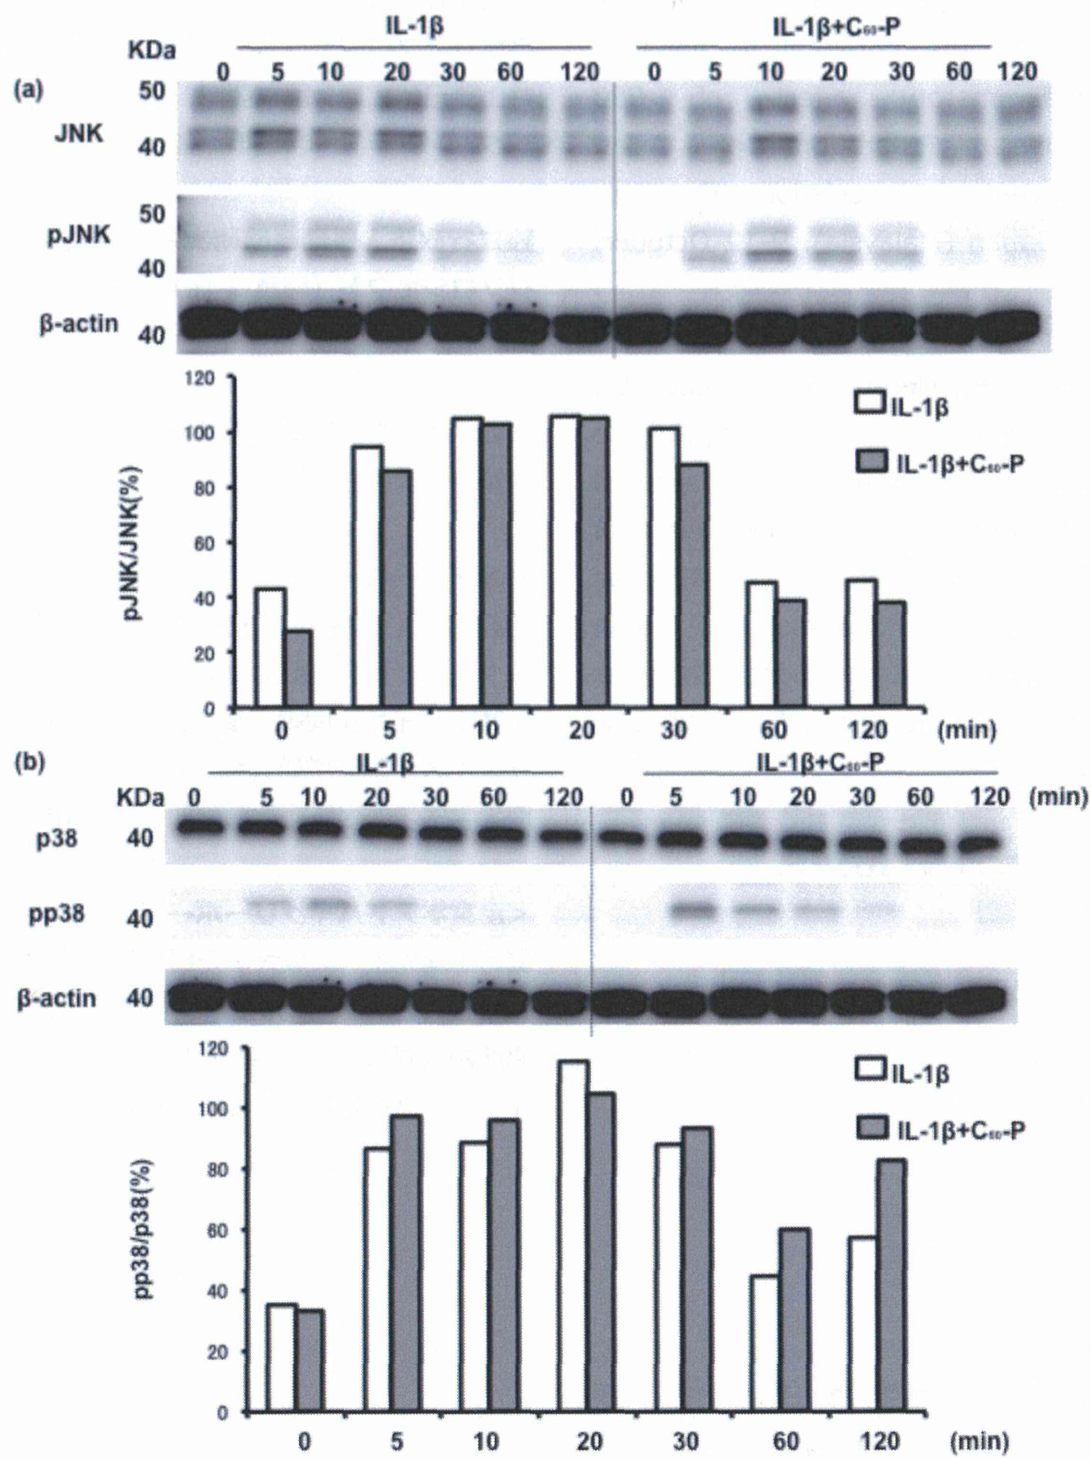 IL-1β IL-1β+C₆₀-P
KDa
0 5 10 20 30 60 120 0 5 10 20 30 60 120
(a)
50
JNK
40
50
pJNK
40
β-actin 40
120
100
80
60
40
20
0
pJNK/JNK(%)
IL-1β
IL-1β+C₆₀-P
0 5 10 20 30 60 120 (min)
(b)
IL-1β IL-1β+C₆₀-P
KDa 0 5 10 20 30 60 120 0 5 10 20 30 60 120 (min)
p38 40
pp38 40
β-actin 40
120
100
80
60
40
20
0
pp38/p38(%)
IL-1β
IL-1β+C₆₀-P
0 5 10 20 30 60 120 (min)